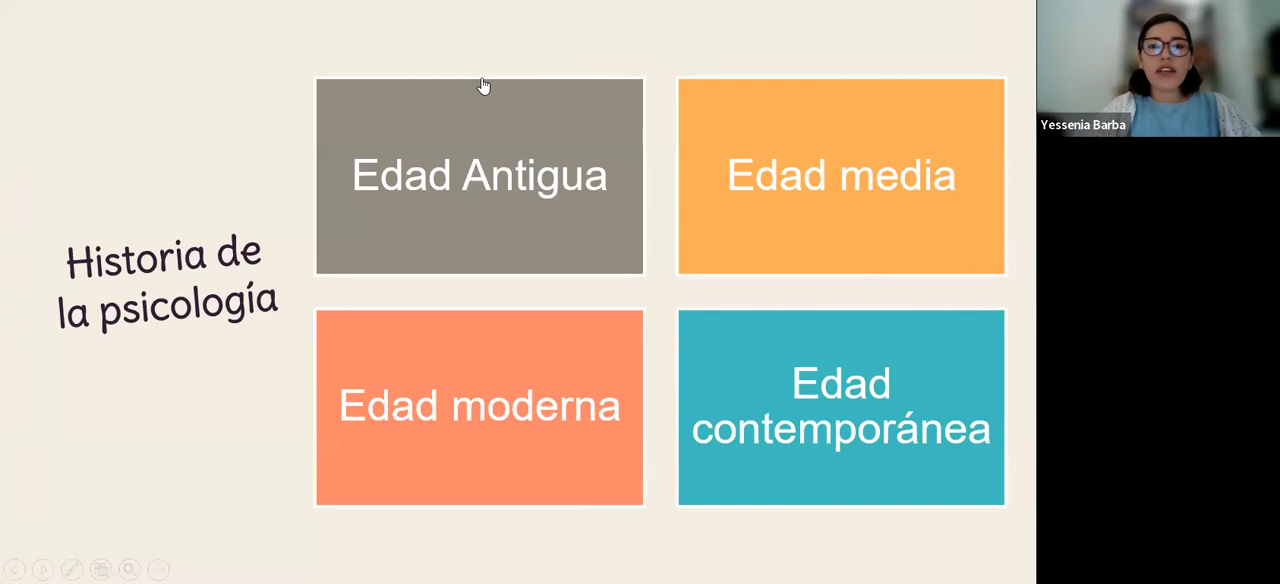 Historia de
la psicología
Edad Antigua
Edad media
Edad moderna
Edad
contemporánea
Yessenia Barba